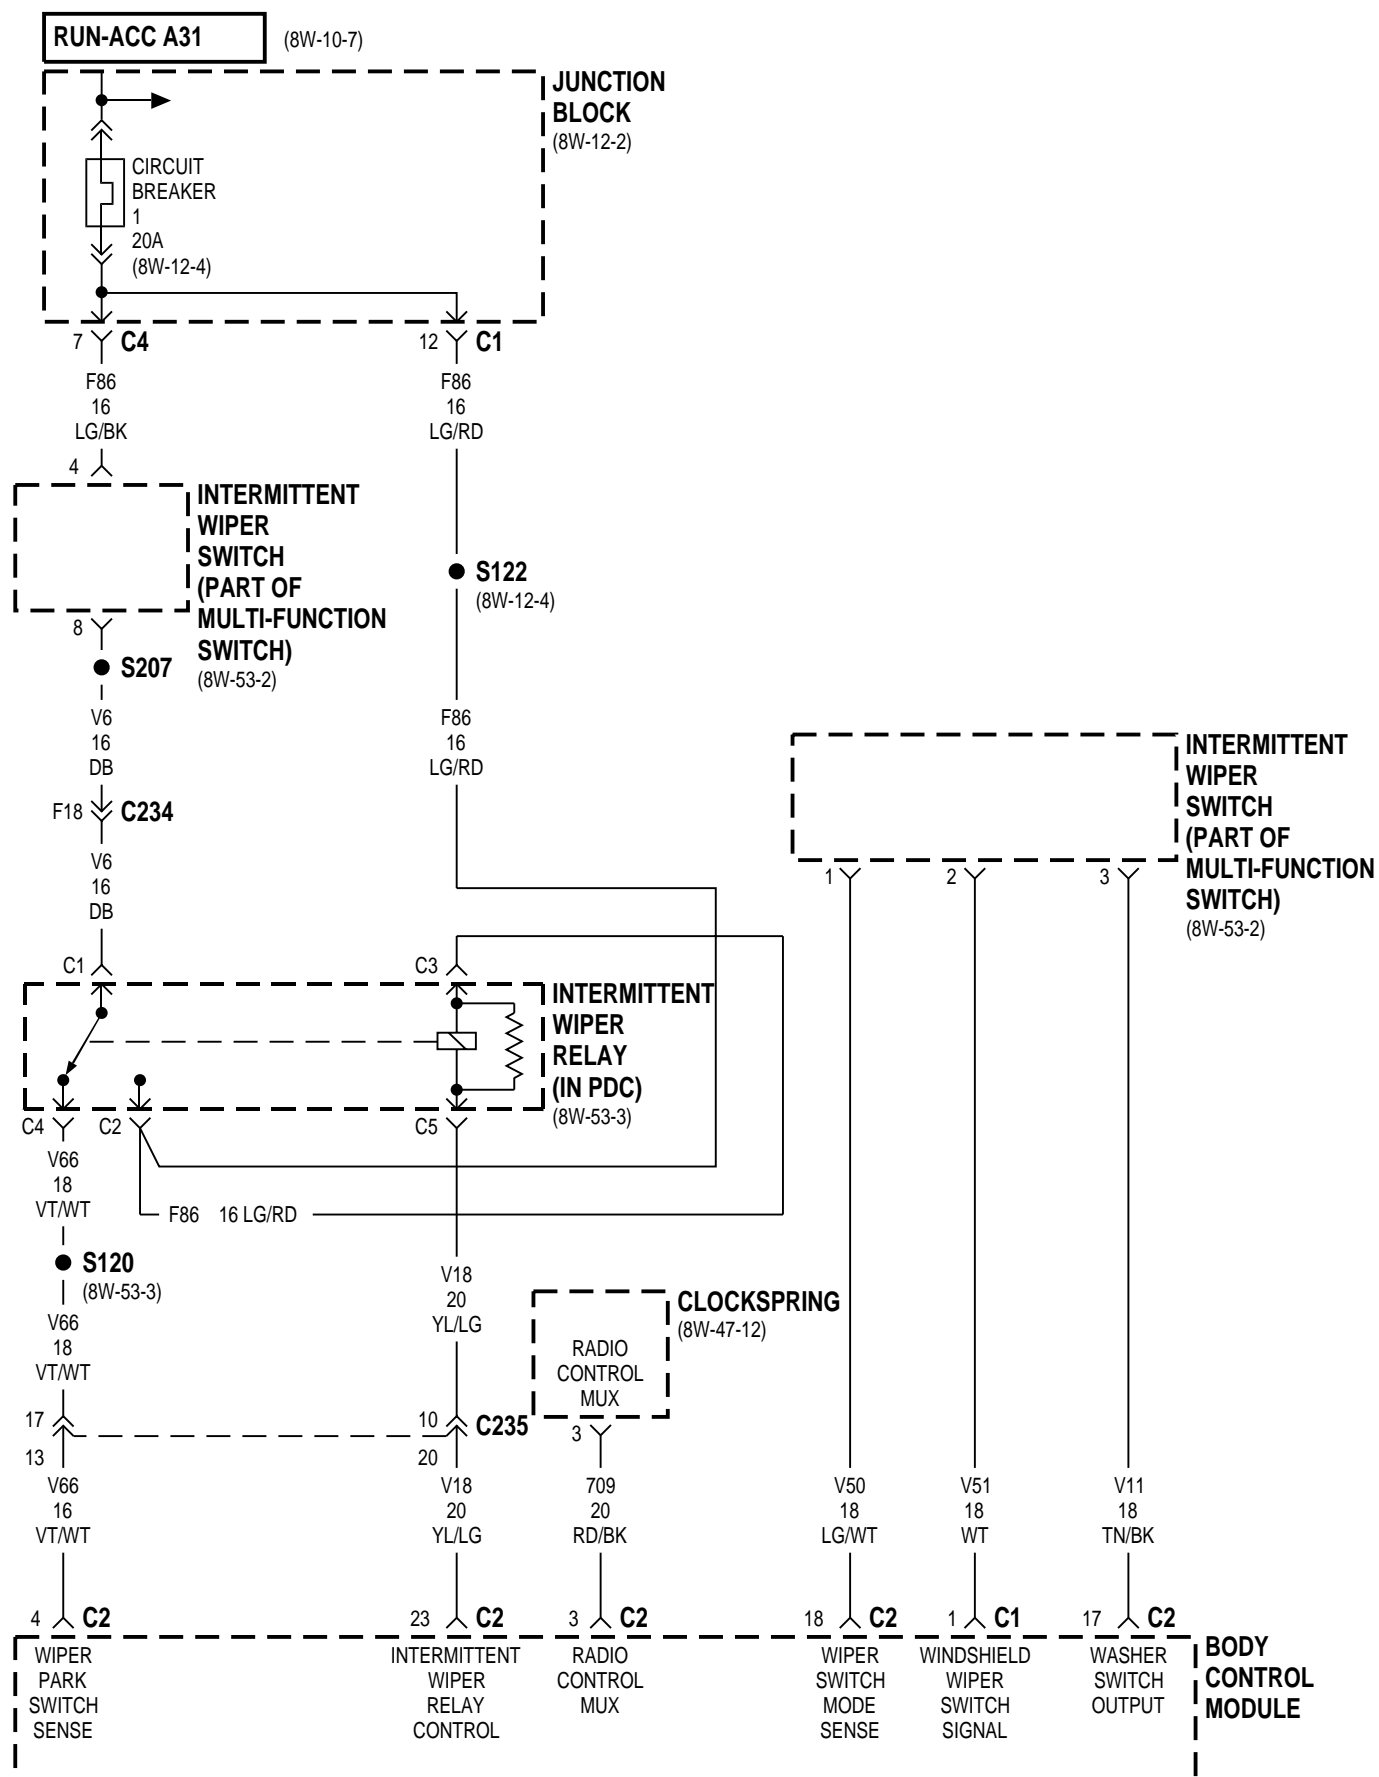 RUN-ACC A31
(8W-10-7)
JUNCTION
BLOCK
(8W-12-2)
CIRCUIT
BREAKER
1
20A
(8W-12-4)
7 C4
12 C1
F86
16
LG/BK
F86
16
LG/RD
4
INTERMITTENT
WIPER
SWITCH
(PART OF
MULTI-FUNCTION
SWITCH)
(8W-53-2)
8
S207
S122
(8W-12-4)
V6
16
DB
F86
16
LG/RD
F18 C234
V6
16
DB
INTERMITTENT
WIPER
SWITCH
(PART OF
MULTI-FUNCTION
SWITCH)
(8W-53-2)
1
2
3
C1
C3
INTERMITTENT
WIPER
RELAY
(IN PDC)
(8W-53-3)
C4
C2
C5
V66
18
VT/WT
F86 16 LG/RD
S120
(8W-53-3)
V66
18
VT/WT
V18
20
YL/LG
CLOCKSPRING
(8W-47-12)
RADIO
CONTROL
MUX
17
10 C235
3
13
20
V66
16
VT/WT
V18
20
YL/LG
709
20
RD/BK
V50
18
LG/WT
V51
18
WT
V11
18
TN/BK
4 C2
23 C2
3 C2
18 C2
1 C1
17 C2
WIPER
PARK
SWITCH
SENSE
INTERMITTENT
WIPER
RELAY
CONTROL
RADIO
CONTROL
MUX
WIPER
SWITCH
MODE
SENSE
WINDSHIELD
WIPER
SWITCH
SIGNAL
WASHER
SWITCH
OUTPUT
BODY
CONTROL
MODULE